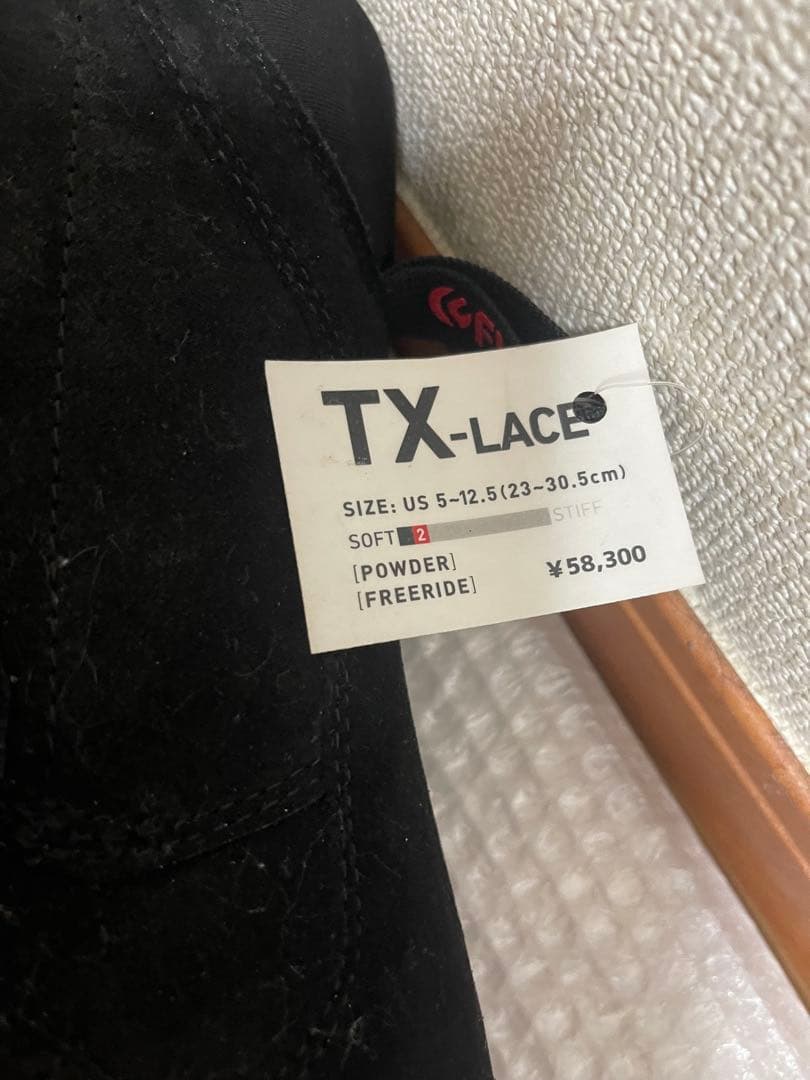 TX-LACE
SIZE: US 5~12.5(23~30.5cm)
SOFT 2 STIFF
[POWDER]
¥58,300
[FREERIDE]